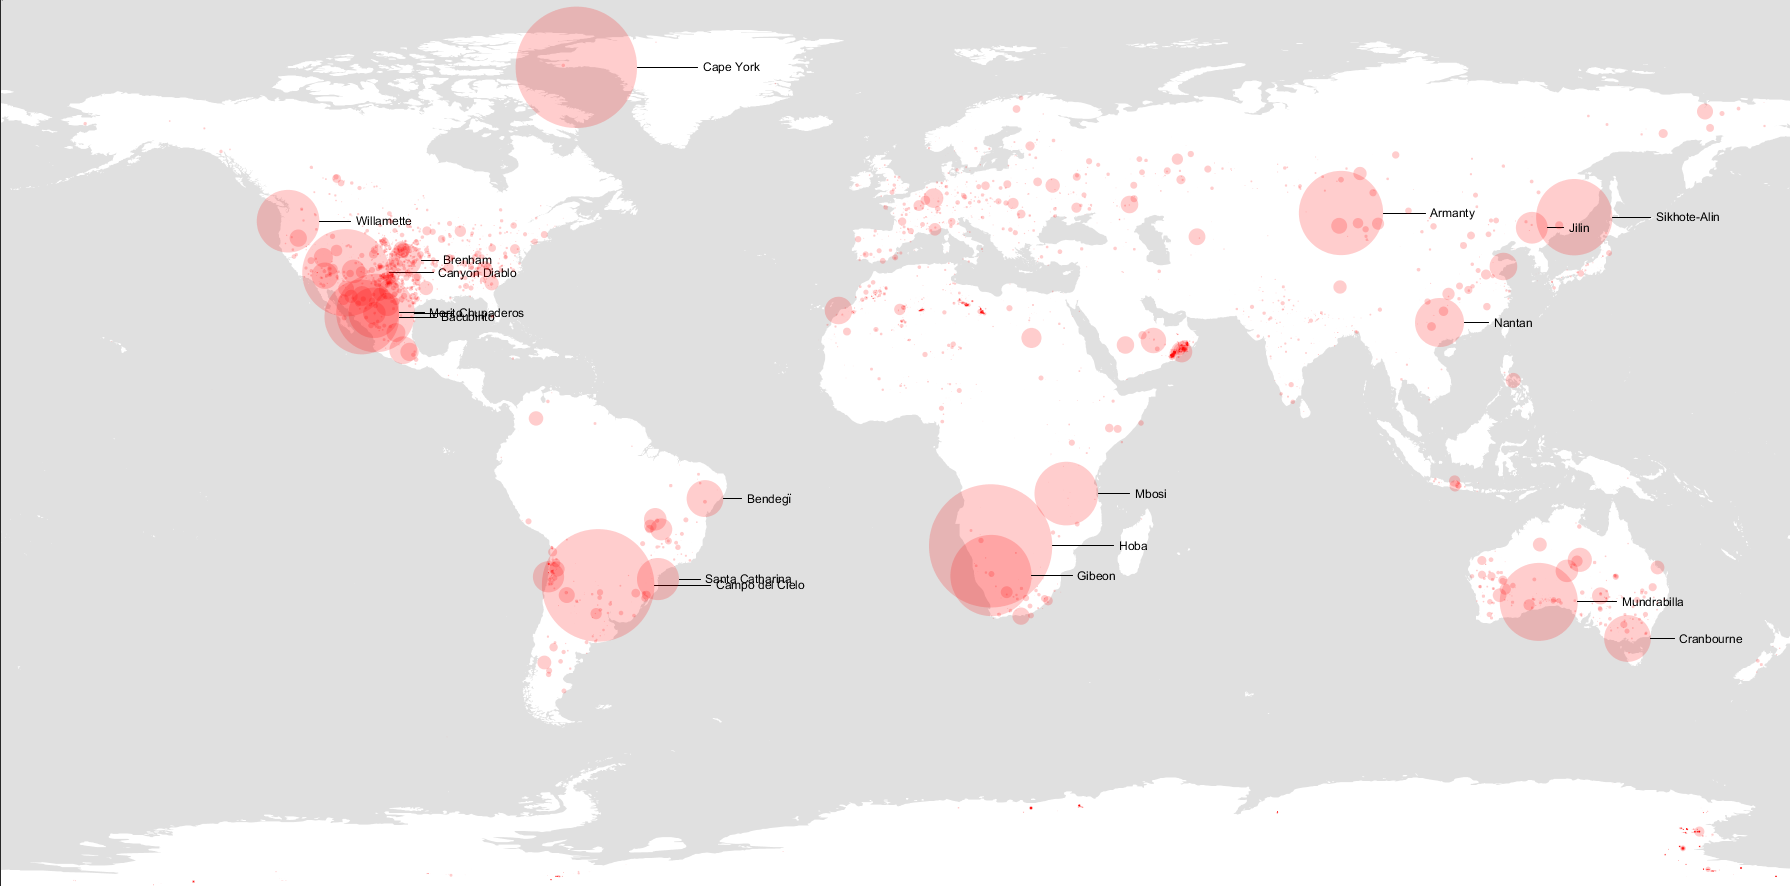 Cape York
Willamette
Armanty
Sikhote-Alin
Jilin
Brenham
Canyon Diablo
Morito
Chupaderos
Bacubirito
Nantan
Bendegï
Mbosi
Hoba
Gibeon
Santa Catharina
Campo del Cielo
Mundrabilla
Cranbourne